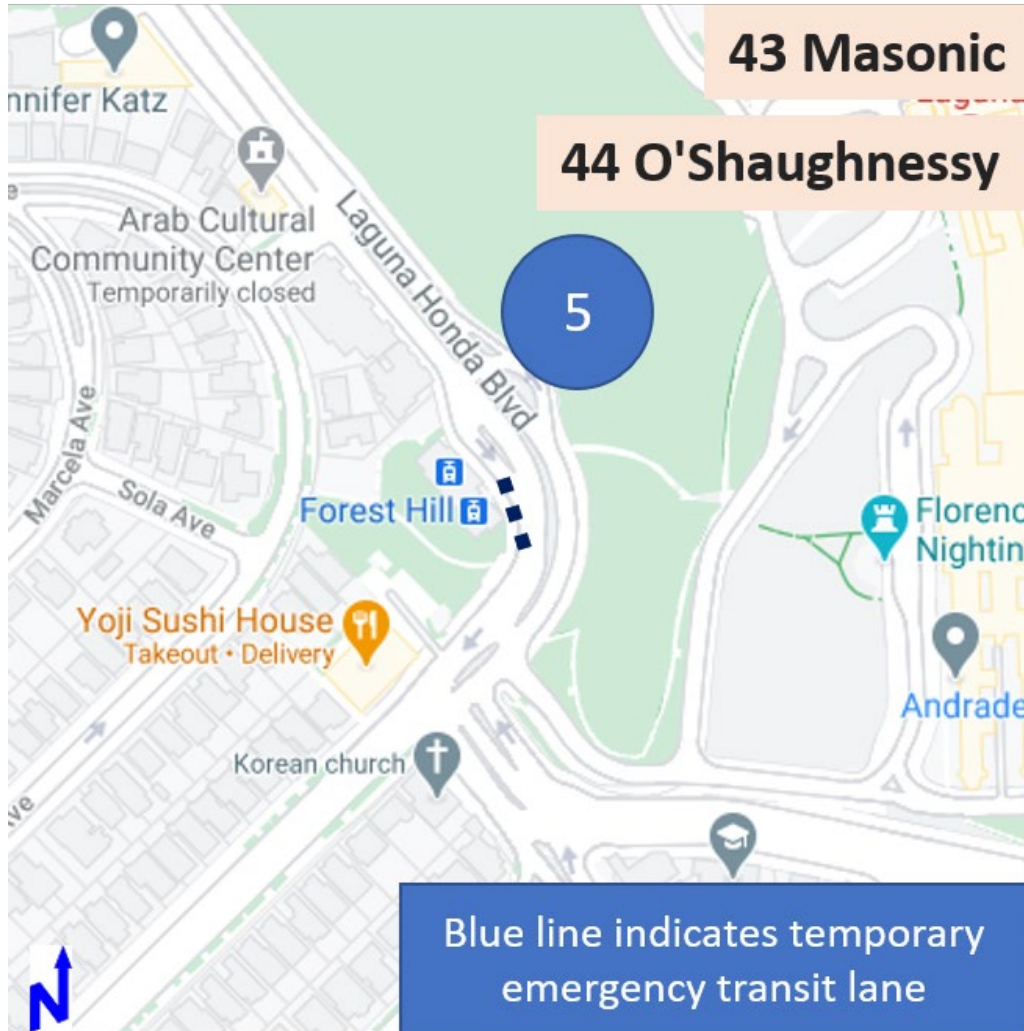 43 Masonic
44 O'Shaughnessy
nnifer Katz
Arab Cultural
Community Center
Temporarily closed
Laguna Honda Blvd
5
Marcela Ave
Sola Ave
Forest Hill
Florenc
Nightin
Yoji Sushi House
Takeout • Delivery
Andrade
Korean church
ve
Blue line indicates temporary
emergency transit lane
N